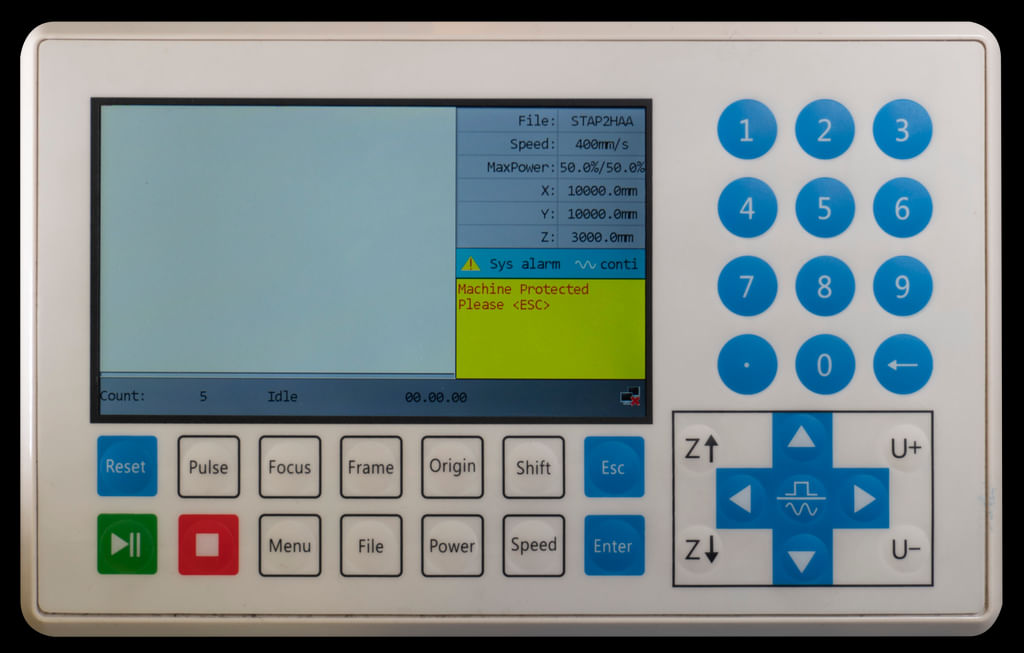 File: STAP2HAA
Speed: 400mm/s
MaxPower: 50.0%/50.0%
X: 10000.0mm
Y: 10000.0mm
Z: 3000.0mm
Sys alarm conti
Machine Protected
Please <ESC>
Count: 5 Idle 00.00.00
1 2 3
4 5 6
7 8 9
. 0 ←
Reset Pulse Focus Frame Origin Shift Esc
Menu File Power Speed Enter
Z↑ U+
Z↓ U−